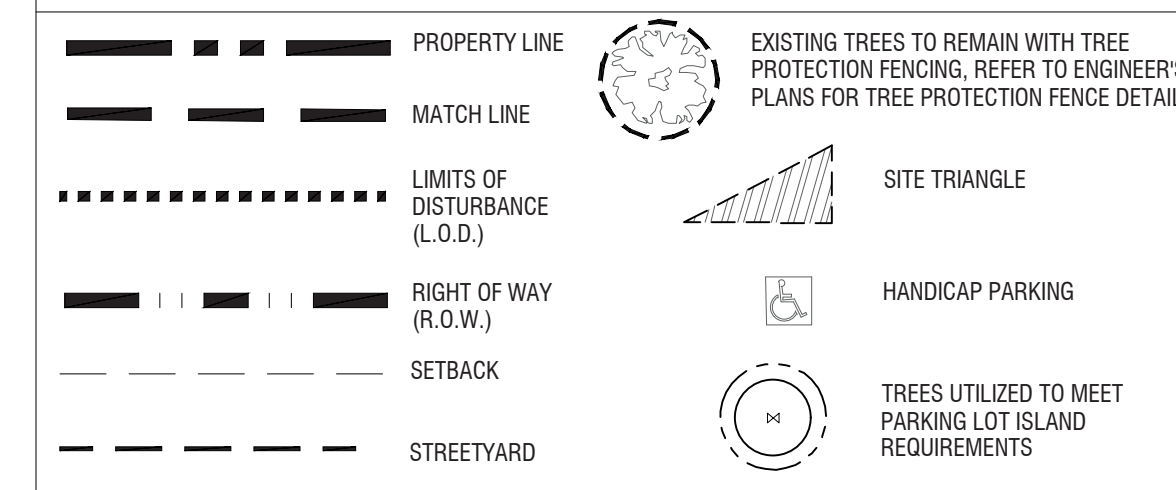 PROPERTY LINE
MATCH LINE
LIMITS OF
DISTURBANCE
(L.O.D.)
RIGHT OF WAY
(R.O.W.)
SETBACK
STREETYARD
EXISTING TREES TO REMAIN WITH TREE
PROTECTION FENCING, REFER TO ENGINEER'S
PLANS FOR TREE PROTECTION FENCE DETAIL
SITE TRIANGLE
HANDICAP PARKING
TREES UTILIZED TO MEET
PARKING LOT ISLAND
REQUIREMENTS